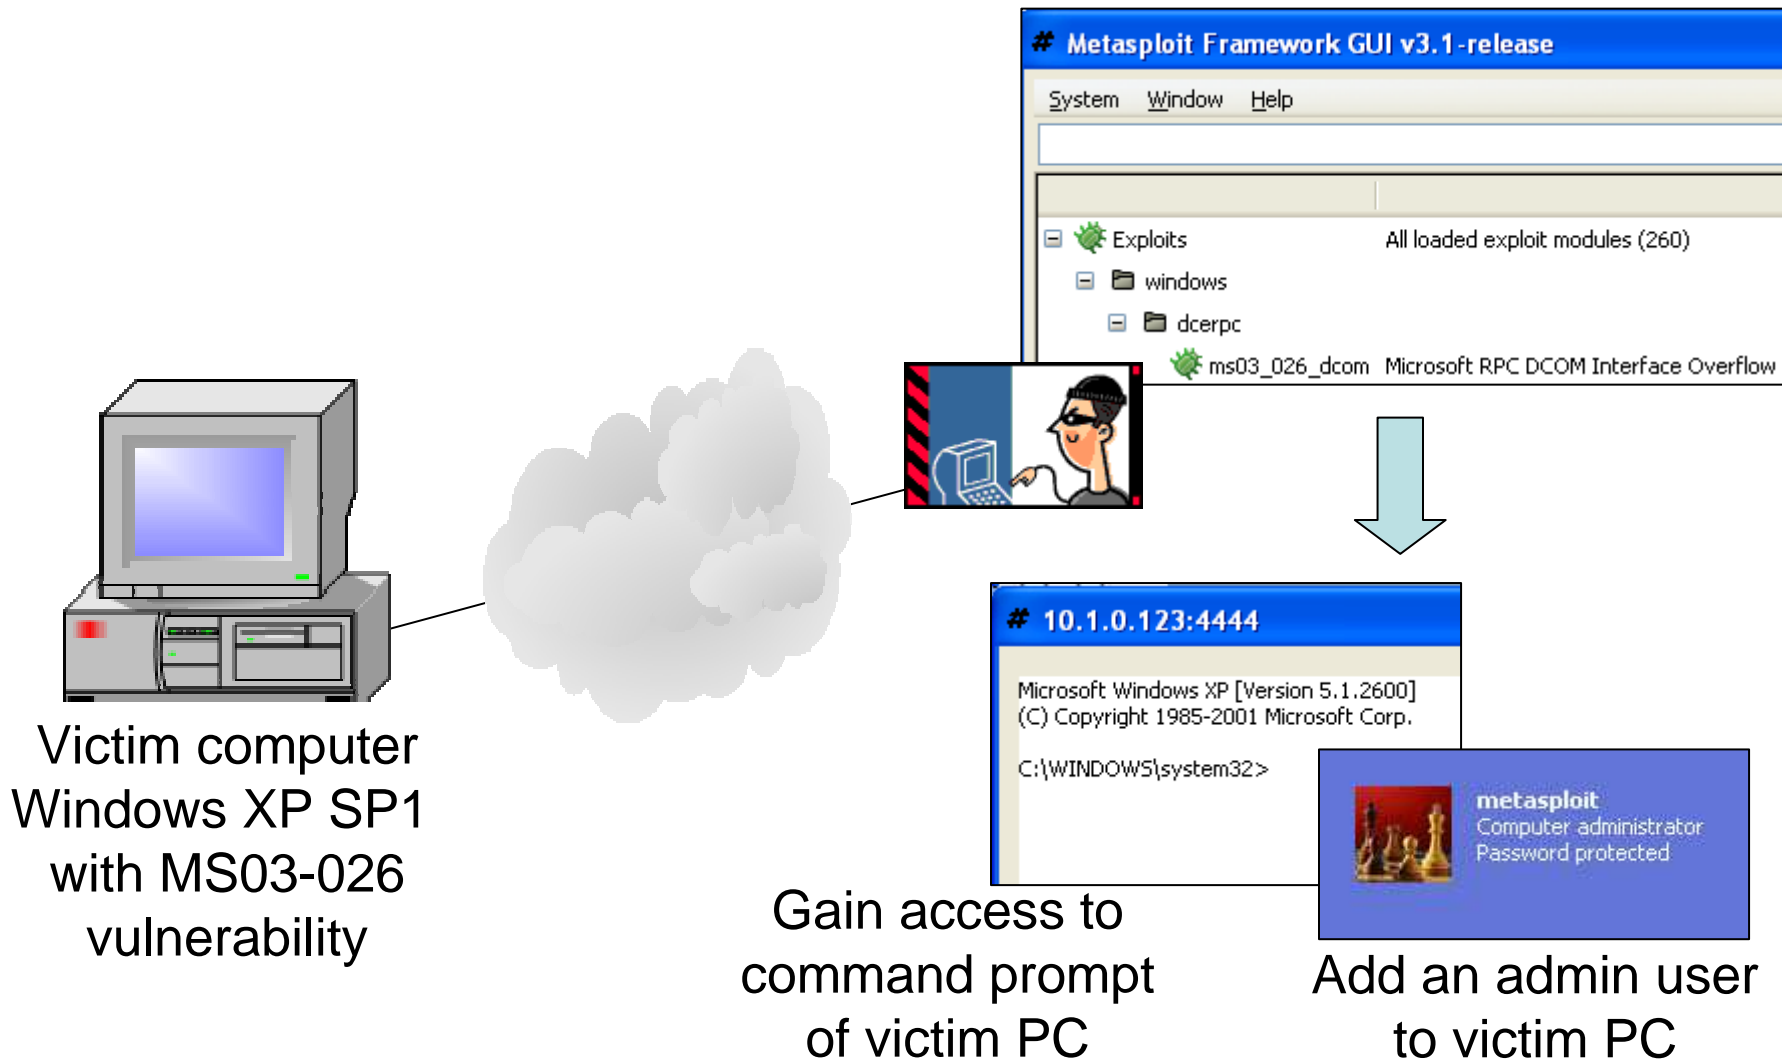 # Metasploit Framework GUI v3.1-release
System Window Help
Exploits All loaded exploit modules (260)
windows
dcerpc
ms03_026_dcom Microsoft RPC DCOM Interface Overflow
Victim computer
Windows XP SP1
with MS03-026
vulnerability
# 10.1.0.123:4444
Microsoft Windows XP [Version 5.1.2600]
(C) Copyright 1985-2001 Microsoft Corp.
C:\WINDOWS\system32>
metasploit
Computer administrator
Password protected
Gain access to
command prompt
of victim PC
Add an admin user
to victim PC